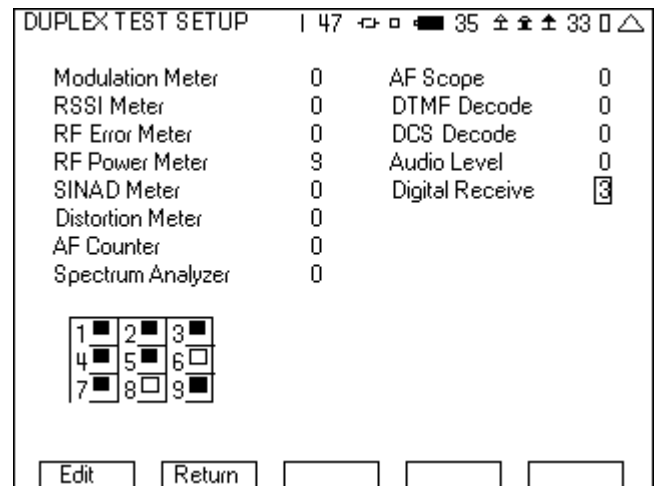 DUPLEX TEST SETUP | 47 35 33
Modulation Meter 0 AF Scope 0
RSSI Meter 0 DTMF Decode 0
RF Error Meter 0 DCS Decode 0
RF Power Meter 9 Audio Level 0
SINAD Meter 0 Digital Receive 3
Distortion Meter 0
AF Counter 0
Spectrum Analyzer 0
1 2 3
4 5 6
7 8 9
Edit Return